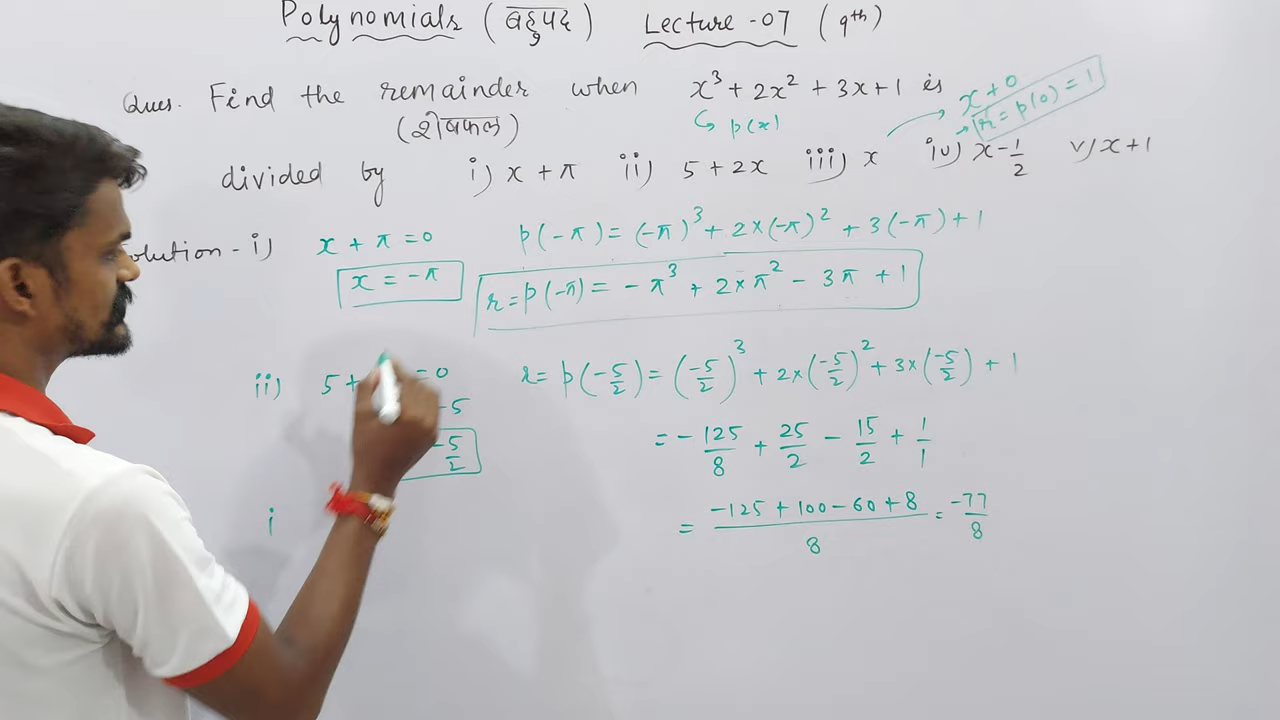 Polynomials (बहुपद) Lecture-07 (9th)
Ques. Find the remainder when x³ + 2x² + 3x + 1 is
(शेषफल) ↳ p(x)
x + 0
→ r = p(0) = 1
divided by i) x + π ii) 5 + 2x iii) x iv) x - 1/2 v) x + 1
olution - i) x + π = 0 p(-π) = (-π)³ + 2×(-π)² + 3(-π) + 1
x = -π r = p(-π) = -π³ + 2×π² - 3π + 1
ii) 5 + = 0 r = p(-5/2) = (-5/2)³ + 2×(-5/2)² + 3×(-5/2) + 1
-5
= -125/8 + 25/2 - 15/2 + 1/1
-5/2
i
= (-125 + 100 - 60 + 8)/8 = -77/8